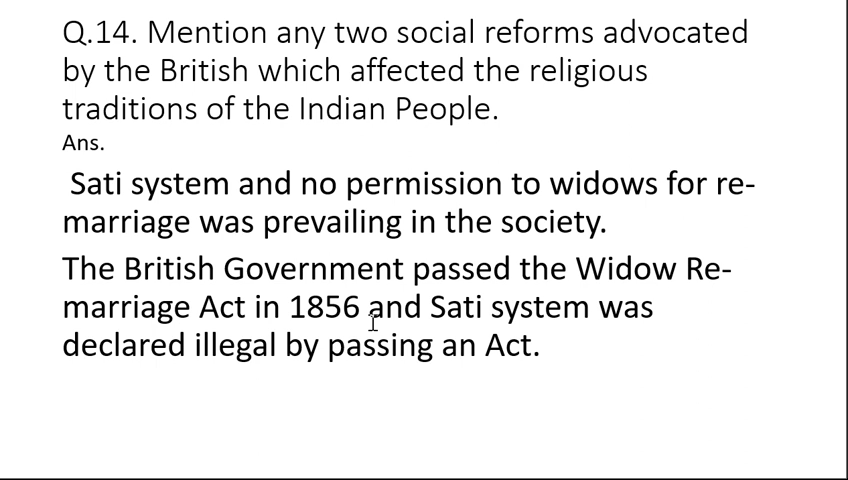 Q.14. Mention any two social reforms advocated
by the British which affected the religious
traditions of the Indian People.
Ans.
Sati system and no permission to widows for re-
marriage was prevailing in the society.
The British Government passed the Widow Re-
marriage Act in 1856 and Sati system was
declared illegal by passing an Act.